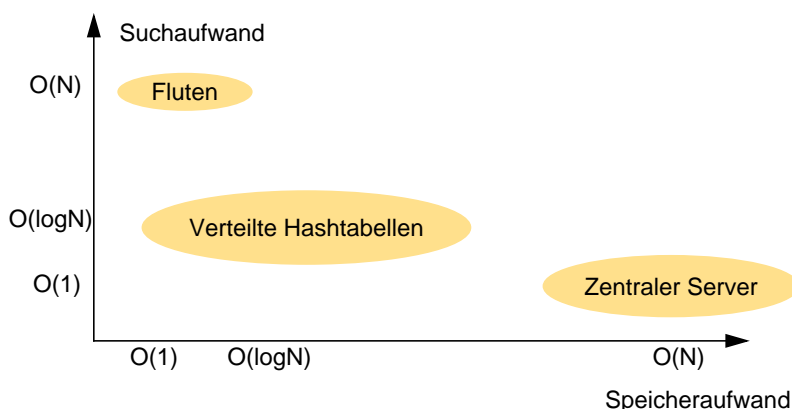 Suchaufwand
O(N)
Fluten
O(logN)
Verteilte Hashtabellen
O(1)
Zentraler Server
O(1)
O(logN)
O(N)
Speicheraufwand